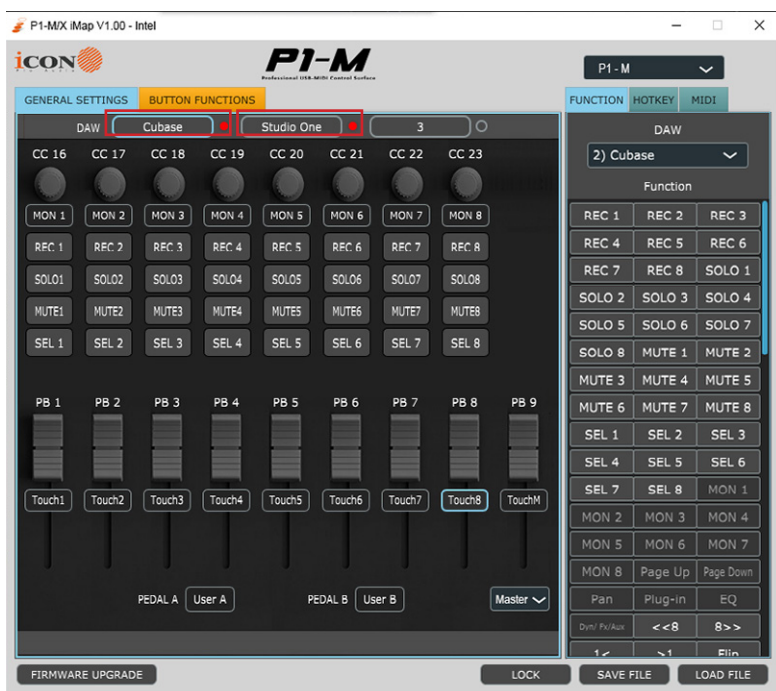 P1-M/X iMap V1.00 - Intel
icon
P1-M
Professional USB-MIDI Control Surface
P1 - M
GENERAL SETTINGS BUTTON FUNCTIONS
FUNCTION HOTKEY MIDI
DAW Cubase Studio One 3
CC 16 CC 17 CC 18 CC 19 CC 20 CC 21 CC 22 CC 23
MON 1 MON 2 MON 3 MON 4 MON 5 MON 6 MON 7 MON 8
REC 1 REC 2 REC 3 REC 4 REC 5 REC 6 REC 7 REC 8
SOLO1 SOLO2 SOLO3 SOLO4 SOLO5 SOLO6 SOLO7 SOLO8
MUTE1 MUTE2 MUTE3 MUTE4 MUTE5 MUTE6 MUTE7 MUTE8
SEL 1 SEL 2 SEL 3 SEL 4 SEL 5 SEL 6 SEL 7 SEL 8
PB 1 PB 2 PB 3 PB 4 PB 5 PB 6 PB 7 PB 8 PB 9
Touch1 Touch2 Touch3 Touch4 Touch5 Touch6 Touch7 Touch8 TouchM
PEDAL A User A PEDAL B User B Master
DAW
2) Cubase
Function
REC 1 REC 2 REC 3
REC 4 REC 5 REC 6
REC 7 REC 8 SOLO 1
SOLO 2 SOLO 3 SOLO 4
SOLO 5 SOLO 6 SOLO 7
SOLO 8 MUTE 1 MUTE 2
MUTE 3 MUTE 4 MUTE 5
MUTE 6 MUTE 7 MUTE 8
SEL 1 SEL 2 SEL 3
SEL 4 SEL 5 SEL 6
SEL 7 SEL 8 MON 1
MON 2 MON 3 MON 4
MON 5 MON 6 MON 7
MON 8 Page Up Page Down
Pan Plug-in EQ
Dyn/ Fx/Aux <<8 8>>
1< >1 Flip
FIRMWARE UPGRADE LOCK SAVE FILE LOAD FILE